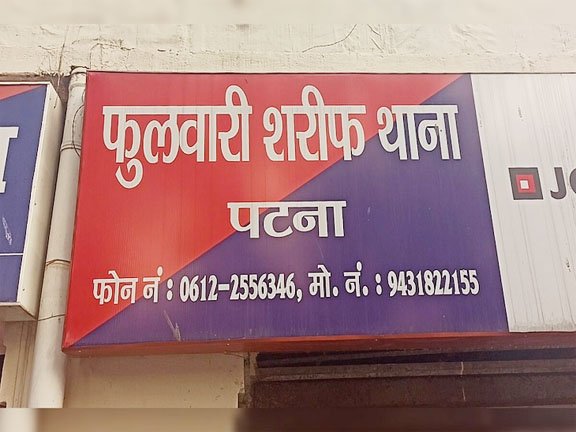 फुलवारी शरीफ थाना
पटना
फोन नं : 0612-2556346, मो. नं. : 9431822155